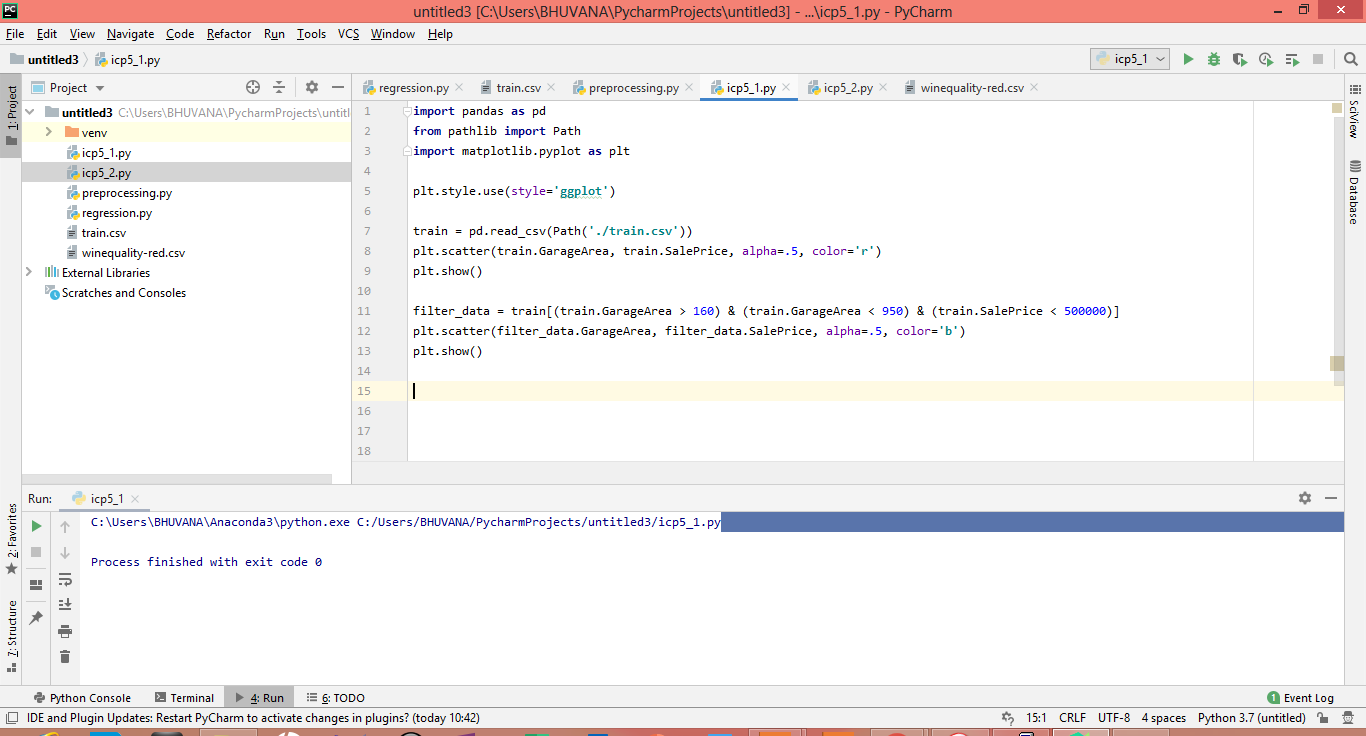 PC
untitled3 [C:\Users\BHUVANA\PycharmProjects\untitled3] - ...\icp5_1.py - PyCharm
File Edit View Navigate Code Refactor Run Tools VCS Window Help
untitled3 icp5_1.py
icp5_1
Project
regression.py train.csv preprocessing.py icp5_1.py icp5_2.py winequality-red.csv
1: Project
untitled3 C:\Users\BHUVANA\PycharmProjects\untitl
venv
icp5_1.py
icp5_2.py
preprocessing.py
regression.py
train.csv
winequality-red.csv
External Libraries
Scratches and Consoles
1 import pandas as pd
2 from pathlib import Path
3 import matplotlib.pyplot as plt
4
5 plt.style.use(style='ggplot')
6
7 train = pd.read_csv(Path('./train.csv'))
8 plt.scatter(train.GarageArea, train.SalePrice, alpha=.5, color='r')
9 plt.show()
10
11 filter_data = train[(train.GarageArea > 160) & (train.GarageArea < 950) & (train.SalePrice < 500000)]
12 plt.scatter(filter_data.GarageArea, filter_data.SalePrice, alpha=.5, color='b')
13 plt.show()
14
15
16
17
18
SciView
Database
Run: icp5_1
C:\Users\BHUVANA\Anaconda3\python.exe C:/Users/BHUVANA/PycharmProjects/untitled3/icp5_1.py
Process finished with exit code 0
2: Favorites
7: Structure
Python Console Terminal 4: Run 6: TODO
1 Event Log
IDE and Plugin Updates: Restart PyCharm to activate changes in plugins? (today 10:42)
15:1 CRLF UTF-8 4 spaces Python 3.7 (untitled)